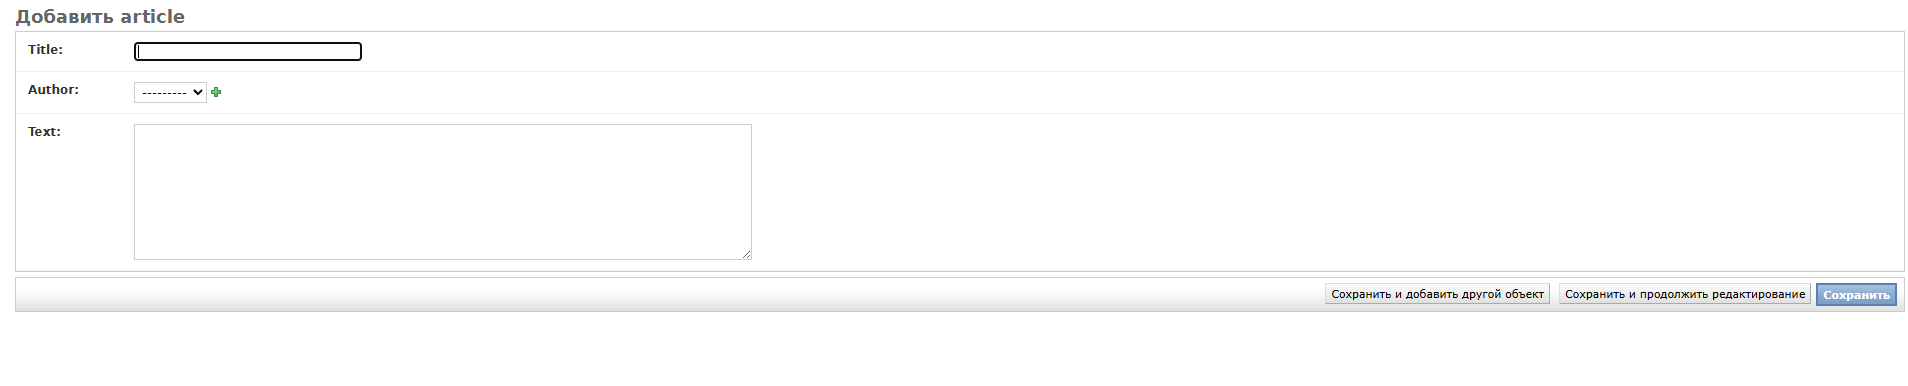 Добавить article
Title:
Author: ---------
Text:
Сохранить и добавить другой объект Сохранить и продолжить редактирование Сохранить